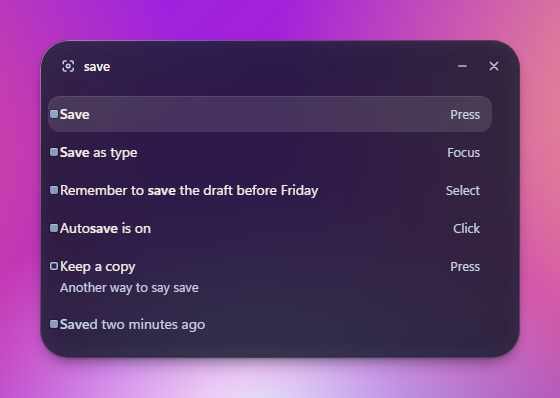 save
Save Press
Save as type Focus
Remember to save the draft before Friday Select
Autosave is on Click
Keep a copy Press
Another way to say save
Saved two minutes ago